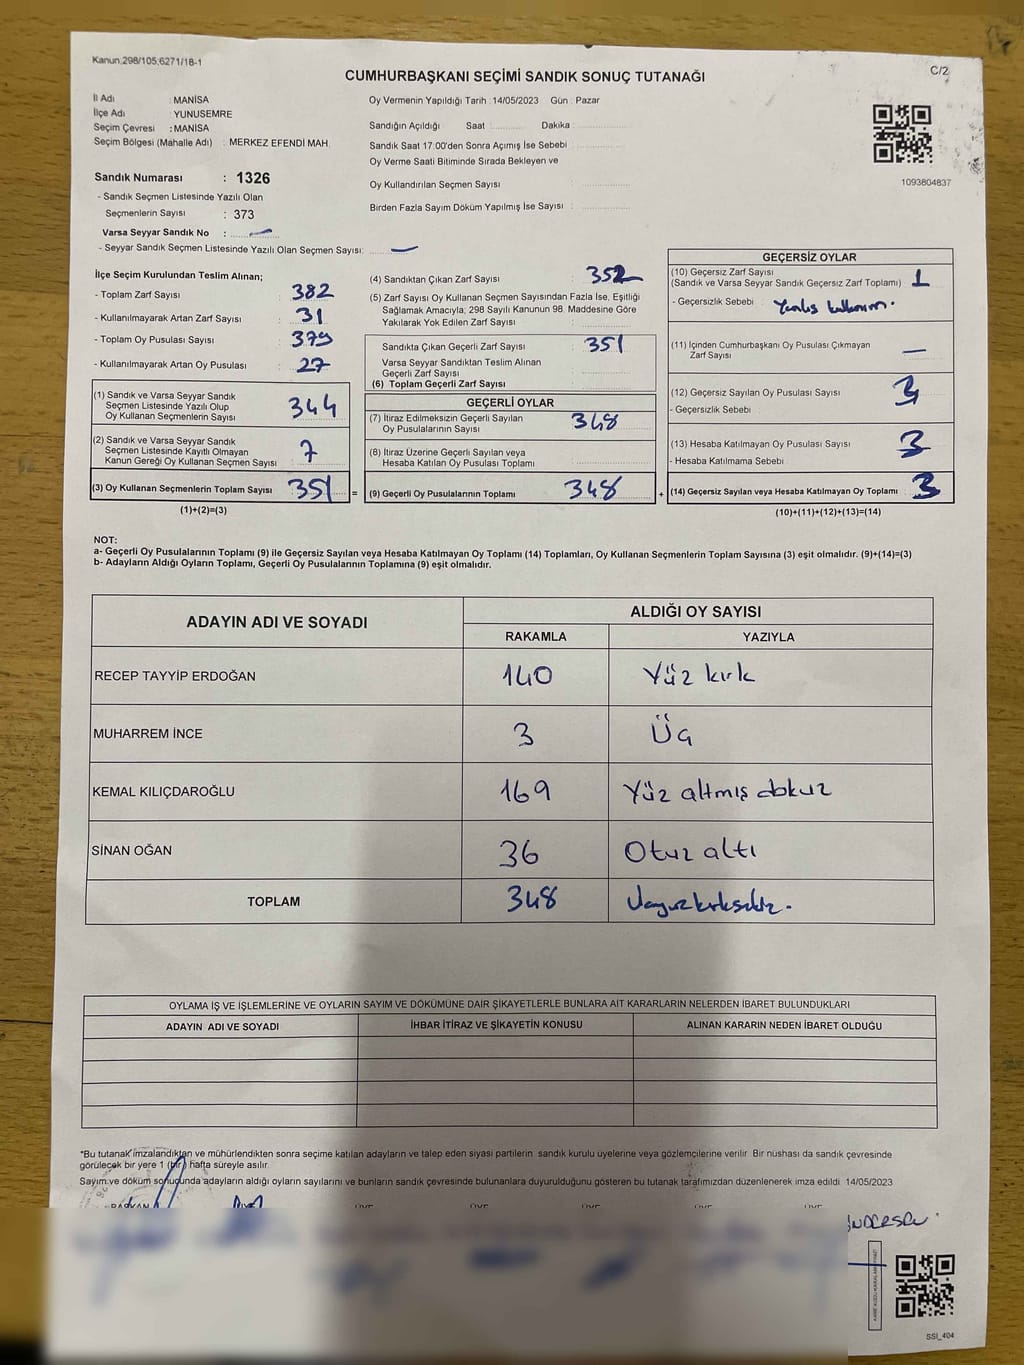 Kanun.298/105;6271/18-1
C/2
CUMHURBAŞKANI SEÇİMİ SANDIK SONUÇ TUTANAĞI
İl Adı : MANİSA
İlçe Adı : YUNUSEMRE
Seçim Çevresi : MANİSA
Seçim Bölgesi (Mahalle Adı) : MERKEZ EFENDİ MAH.
Sandık Numarası : 1326
- Sandık Seçmen Listesinde Yazılı Olan
Seçmenlerin Sayısı : 373
Varsa Seyyar Sandık No : —
- Seyyar Sandık Seçmen Listesinde Yazılı Olan Seçmen Sayısı: —
Oy Vermenin Yapıldığı Tarih : 14/05/2023 Gün : Pazar
Sandığın Açıldığı Saat Dakika
Sandık Saat 17:00'den Sonra Açımış İse Sebebi
Oy Verme Saati Bitiminde Sırada Bekleyen ve
Oy Kullandırılan Seçmen Sayısı :
Birden Fazla Sayım Döküm Yapılmış İse Sayısı :
1093804837
İlçe Seçim Kurulundan Teslim Alınan;
- Toplam Zarf Sayısı : 382
- Kullanılmayarak Artan Zarf Sayısı : 31
- Toplam Oy Pusulası Sayısı : 379
- Kullanılmayarak Artan Oy Pusulası : 27
(1) Sandık ve Varsa Seyyar Sandık
Seçmen Listesinde Yazılı Olup
Oy Kullanan Seçmenlerin Sayısı 344
(2) Sandık ve Varsa Seyyar Sandık
Seçmen Listesinde Kayıtlı Olmayan
Kanun Gereği Oy Kullanan Seçmen Sayısı 7
(3) Oy Kullanan Seçmenlerin Toplam Sayısı 351 =
(1)+(2)=(3)
(4) Sandıktan Çıkan Zarf Sayısı : 352
(5) Zarf Sayısı Oy Kullanan Seçmen Sayısından Fazla İse, Eşitliği
Sağlamak Amacıyla; 298 Sayılı Kanunun 98. Maddesine Göre
Yakılarak Yok Edilen Zarf Sayısı :
Sandıkta Çıkan Geçerli Zarf Sayısı : 351
Varsa Seyyar Sandıktan Teslim Alınan
Geçerli Zarf Sayısı
(6) Toplam Geçerli Zarf Sayısı
GEÇERLİ OYLAR
(7) İtiraz Edilmeksizin Geçerli Sayılan
Oy Pusulalarının Sayısı 348
(8) İtiraz Üzerine Geçerli Sayılan veya
Hesaba Katılan Oy Pusulası Toplamı
(9) Geçerli Oy Pusulalarının Toplamı 348 +
GEÇERSİZ OYLAR
(10) Geçersiz Zarf Sayısı
(Sandık ve Varsa Seyyar Sandık Geçersiz Zarf Toplamı) 1
- Geçersizlik Sebebi : Yanlış kullanım.
(11) İçinden Cumhurbaşkanı Oy Pusulası Çıkmayan
Zarf Sayısı —
(12) Geçersiz Sayılan Oy Pusulası Sayısı 3
- Geçersizlik Sebebi
(13) Hesaba Katılmayan Oy Pusulası Sayısı 3
- Hesaba Katılmama Sebebi
(14) Geçersiz Sayılan veya Hesaba Katılmayan Oy Toplamı 3
(10)+(11)+(12)+(13)=(14)
NOT:
a- Geçerli Oy Pusulalarının Toplamı (9) ile Geçersiz Sayılan veya Hesaba Katılmayan Oy Toplamı (14) Toplamları, Oy Kullanan Seçmenlerin Toplam Sayısına (3) eşit olmalıdır. (9)+(14)=(3)
b- Adayların Aldığı Oyların Toplamı, Geçerli Oy Pusulalarının Toplamına (9) eşit olmalıdır.
ADAYIN ADI VE SOYADI ALDIĞI OY SAYISI
RAKAMLA YAZIYLA
RECEP TAYYİP ERDOĞAN 140 Yüz kırk
MUHARREM İNCE 3 Üç
KEMAL KILIÇDAROĞLU 169 Yüz altmış dokuz
SİNAN OĞAN 36 Otuz altı
TOPLAM 348 Üçyüzkırksekiz.
OYLAMA İŞ VE İŞLEMLERİNE VE OYLARIN SAYIM VE DÖKÜMÜNE DAİR ŞİKAYETLERLE BUNLARA AİT KARARLARIN NELERDEN İBARET BULUNDUKLARI
ADAYIN ADI VE SOYADI İHBAR İTİRAZ VE ŞİKAYETİN KONUSU ALINAN KARARIN NEDEN İBARET OLDUĞU
*Bu tutanak imzalandıktan ve mühürlendikten sonra seçime katılan adayların ve talep eden siyasi partilerin sandık kurulu üyelerine veya gözlemcilerine verilir. Bir nüshası da sandık çevresinde
görülecek bir yere 1 (bir) hafta süreyle asılır.
Sayım ve döküm sonucunda adayların aldığı oyların sayılarını ve bunların sandık çevresinde bulunanlara duyurulduğunu gösteren bu tutanak tarafımızdan düzenlenerek imza edildi. 14/05/2023
BAŞKAN ÜYE ÜYE ÜYE ÜYE ÜYE
SSI_404